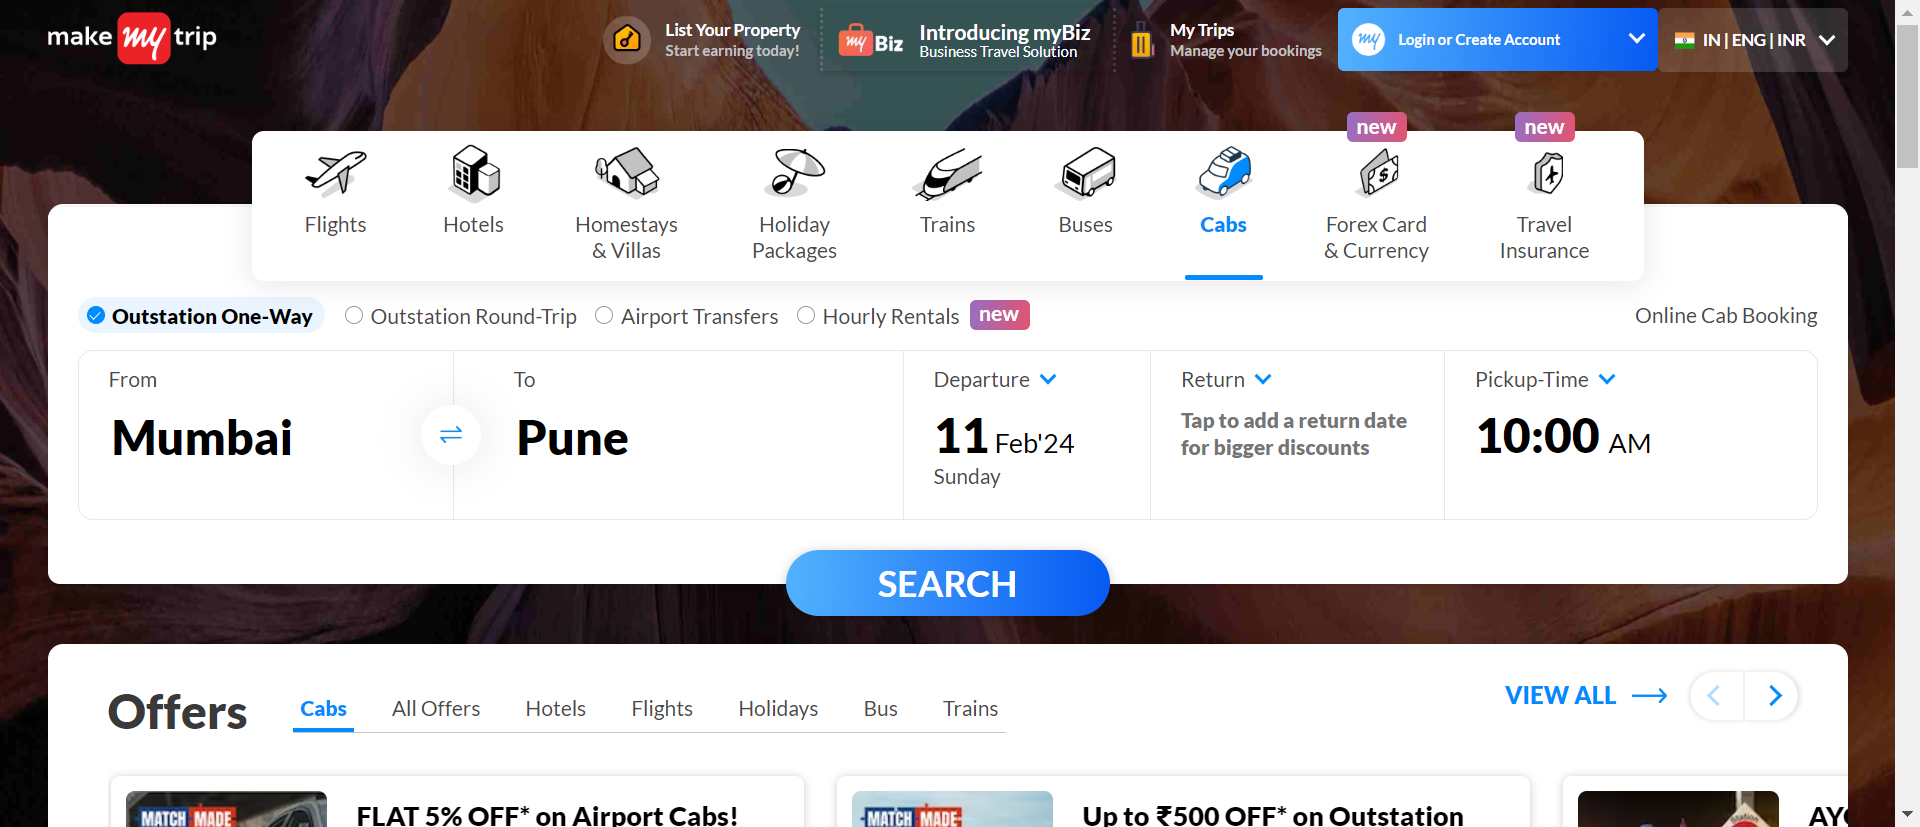 make my trip
List Your Property
Start earning today!
my Biz
Introducing myBiz
Business Travel Solution
My Trips
Manage your bookings
my
Login or Create Account
IN | ENG | INR
new
new
Flights
Hotels
Homestays
& Villas
Holiday
Packages
Trains
Buses
Cabs
Forex Card
& Currency
Travel
Insurance
Outstation One-Way
Outstation Round-Trip
Airport Transfers
Hourly Rentals
new
Online Cab Booking
From
Mumbai
To
Pune
Departure
11 Feb'24
Sunday
Return
Tap to add a return date
for bigger discounts
Pickup-Time
10:00 AM
SEARCH
Offers
Cabs
All Offers
Hotels
Flights
Holidays
Bus
Trains
VIEW ALL
MATCH MADE
FLAT 5% OFF* on Airport Cabs!
MATCH MADE
Up to ₹500 OFF* on Outstation